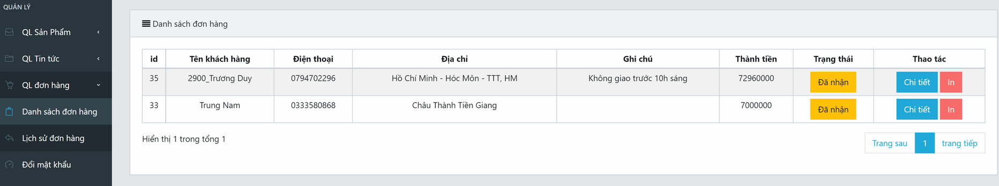 QUẢN LÝ
QL Sản Phẩm
QL Tin tức
QL đơn hàng
Danh sách đơn hàng
Lịch sử đơn hàng
Đổi mật khẩu
Danh sách đơn hàng
id Tên khách hàng Điện thoại Địa chỉ Ghi chú Thành tiền Trạng thái Thao tác
35 2900_Trương Duy 0794702296 Hồ Chí Minh - Hóc Môn - TTT, HM Không giao trước 10h sáng 72960000 Đã nhận Chi tiết In
33 Trung Nam 0333580868 Châu Thành Tiền Giang 7000000 Đã nhận Chi tiết In
Hiển thị 1 trong tổng 1
Trang sau 1 trang tiếp